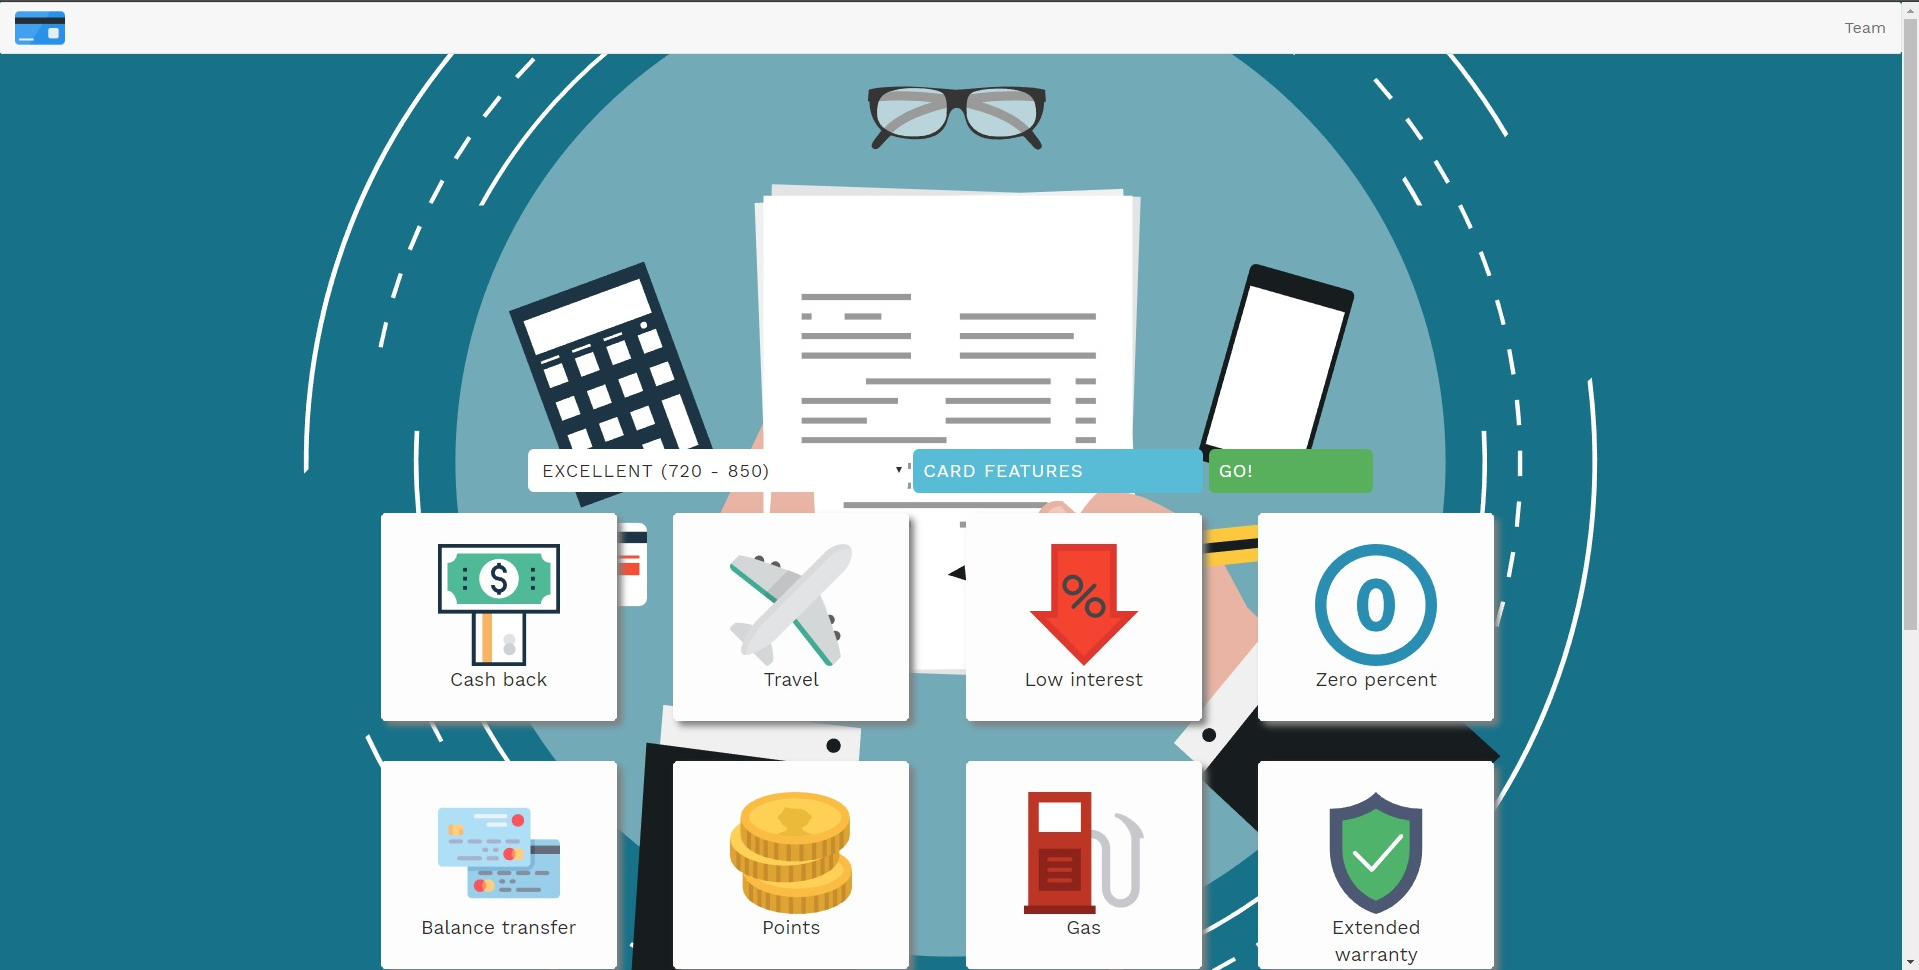 Team
EXCELLENT (720 - 850)
CARD FEATURES
GO!
$
%
0
Cash back
Travel
Low interest
Zero percent
Balance transfer
Points
Gas
Extended
warranty